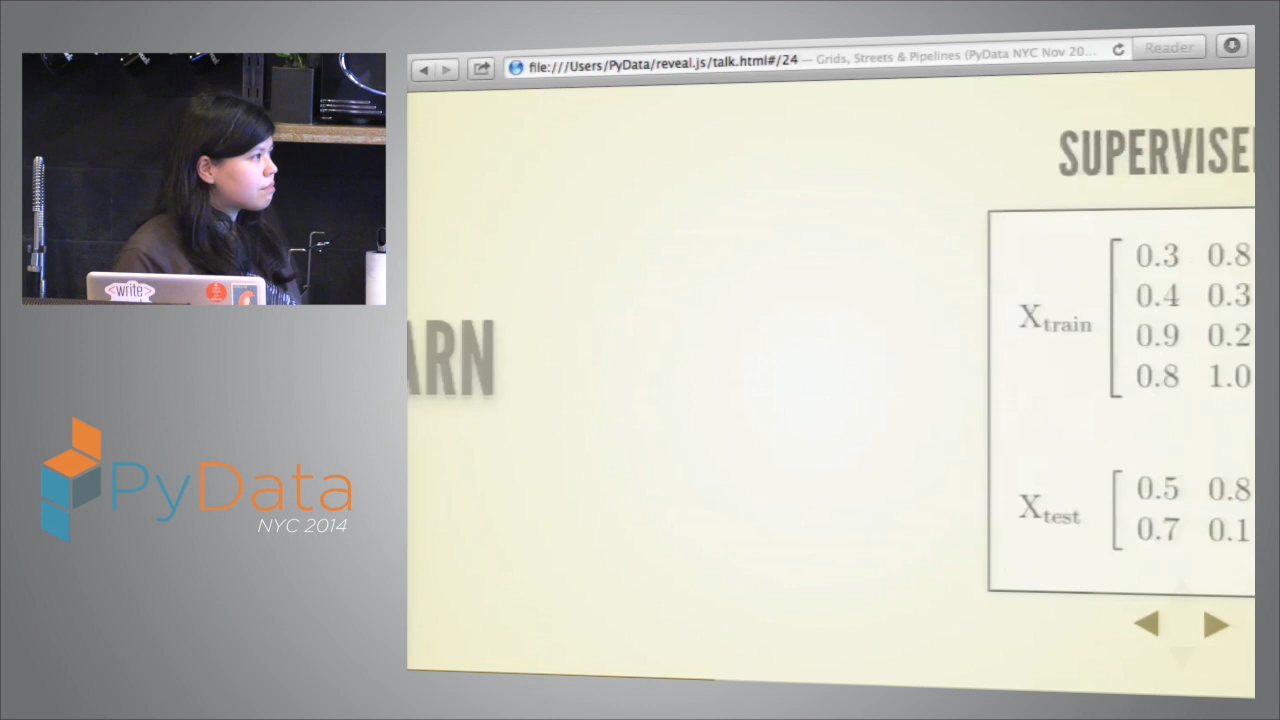 file:///Users/PyData/reveal.js/talk.html#/24 — Grids, Streets & Pipelines (PyData NYC Nov 20...
Reader
SUPERVISE
ARN
Xtrain
0.3 0.8
0.4 0.3
0.9 0.2
0.8 1.0
Xtest
0.5 0.8
0.7 0.1
<write
PyData
NYC 2014